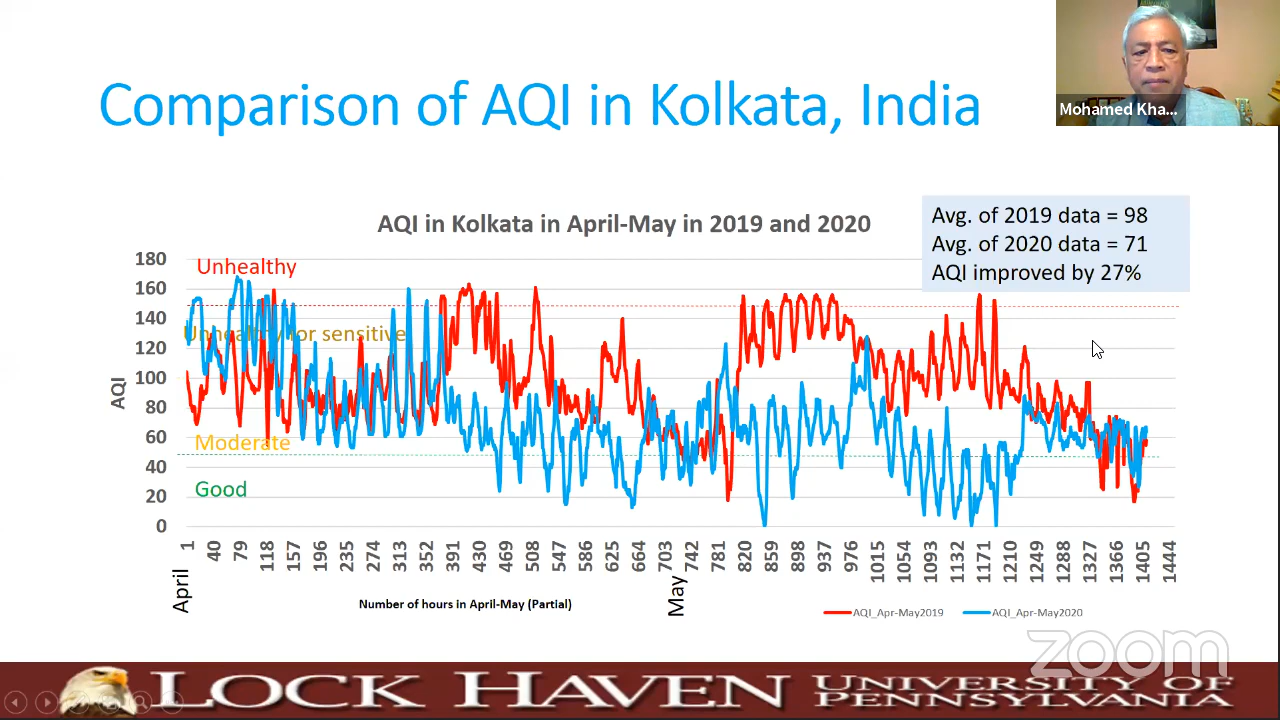 Comparison of AQI in Kolkata, India
Mohamed Kha...
AQI in Kolkata in April-May in 2019 and 2020
Avg. of 2019 data = 98
Avg. of 2020 data = 71
AQI improved by 27%
180
160
140
120
100
80
60
40
20
0
AQI
Unhealthy
Unhealthy for sensitive
Moderate
Good
1
40
79
118
157
196
235
274
313
352
391
430
469
508
547
586
625
664
703
742
781
820
859
898
937
976
1015
1054
1093
1132
1171
1210
1249
1288
1327
1366
1405
1444
April
May
Number of hours in April-May (Partial)
AQI_Apr-May2019
AQI_Apr-May2020
zoom
LOCK HAVEN UNIVERSITY OF
PENNSYLVANIA